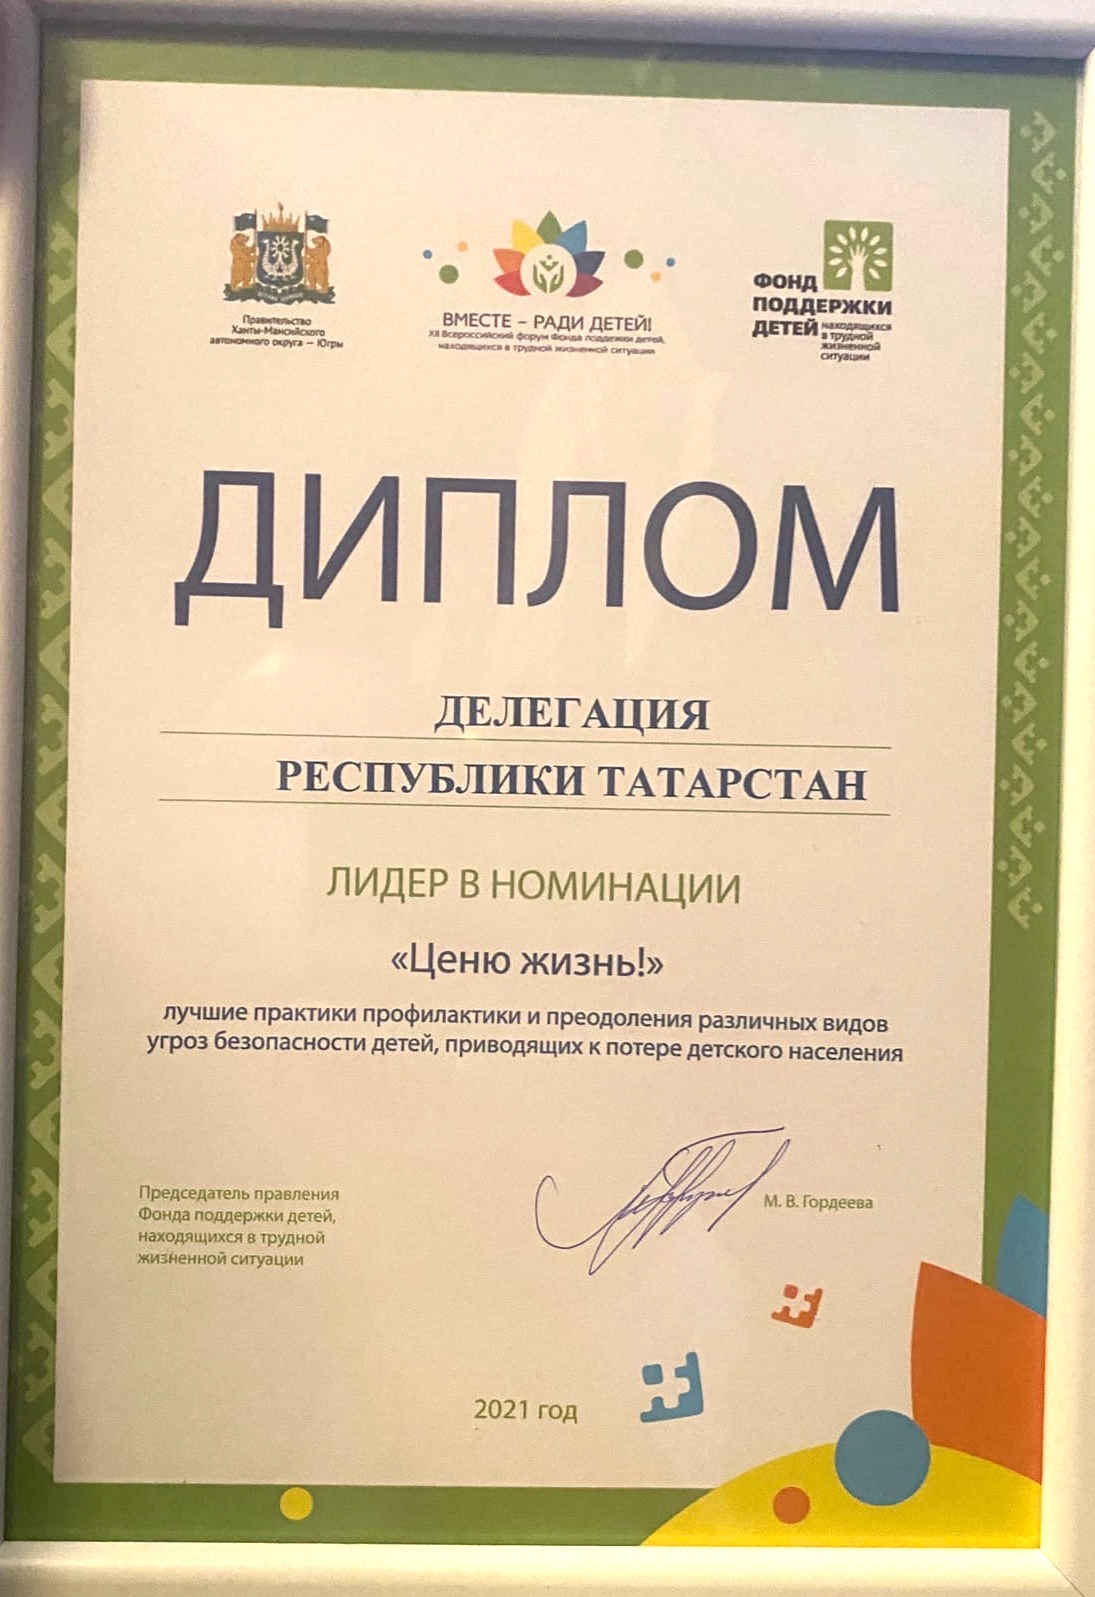 Правительство
Ханты-Мансийского
автономного округа – Югры
ВМЕСТЕ – РАДИ ДЕТЕЙ!
XII Всероссийский форум Фонда поддержки детей,
находящихся в трудной жизненной ситуации
ФОНД
ПОДДЕРЖКИ
ДЕТЕЙ находящихся
в трудной
жизненной
ситуации
ДИПЛОМ
ДЕЛЕГАЦИЯ
РЕСПУБЛИКИ ТАТАРСТАН
ЛИДЕР В НОМИНАЦИИ
«Ценю жизнь!»
лучшие практики профилактики и преодоления различных видов
угроз безопасности детей, приводящих к потере детского населения
Председатель правления
Фонда поддержки детей,
находящихся в трудной
жизненной ситуации
М. В. Гордеева
2021 год